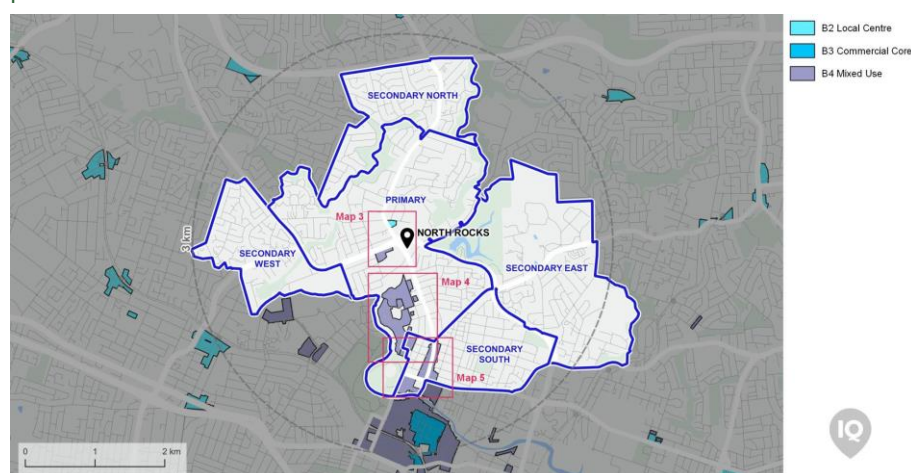 B2 Local Centre
B3 Commercial Core
B4 Mixed Use
SECONDARY NORTH
PRIMARY
Map 3
NORTH ROCKS
3 km
SECONDARY
WEST
SECONDARY EAST
Map 4
SECONDARY
SOUTH
Map 5
0 1 2 km
IQ